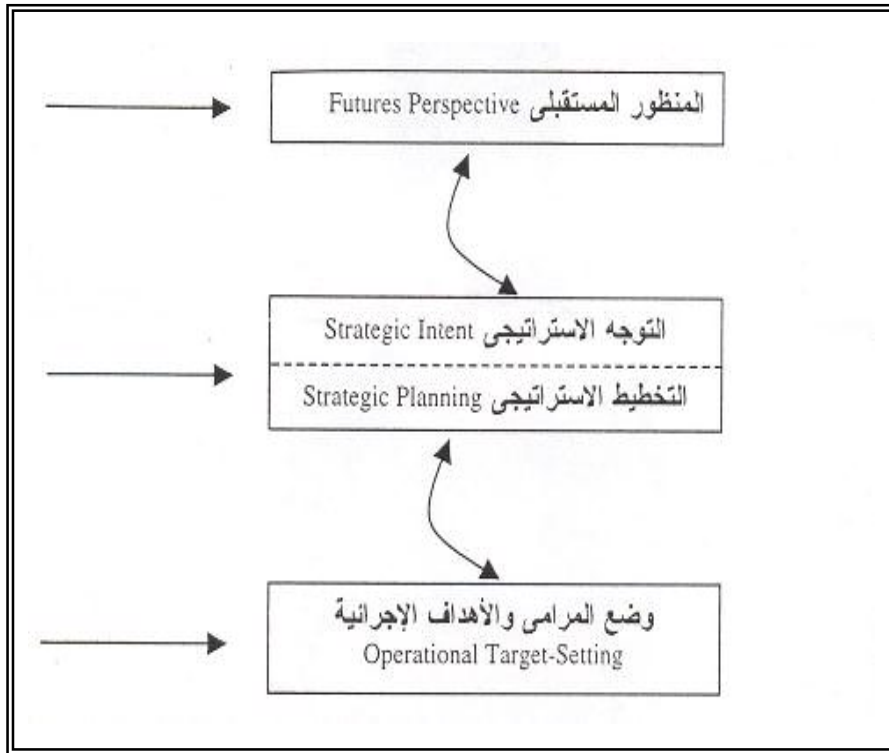 المنظور المستقبلى Futures Perspective
التوجه الاستراتيجى Strategic Intent
التخطيط الاستراتيجى Strategic Planning
وضع المرامى والأهداف الإجرائية
Operational Target-Setting